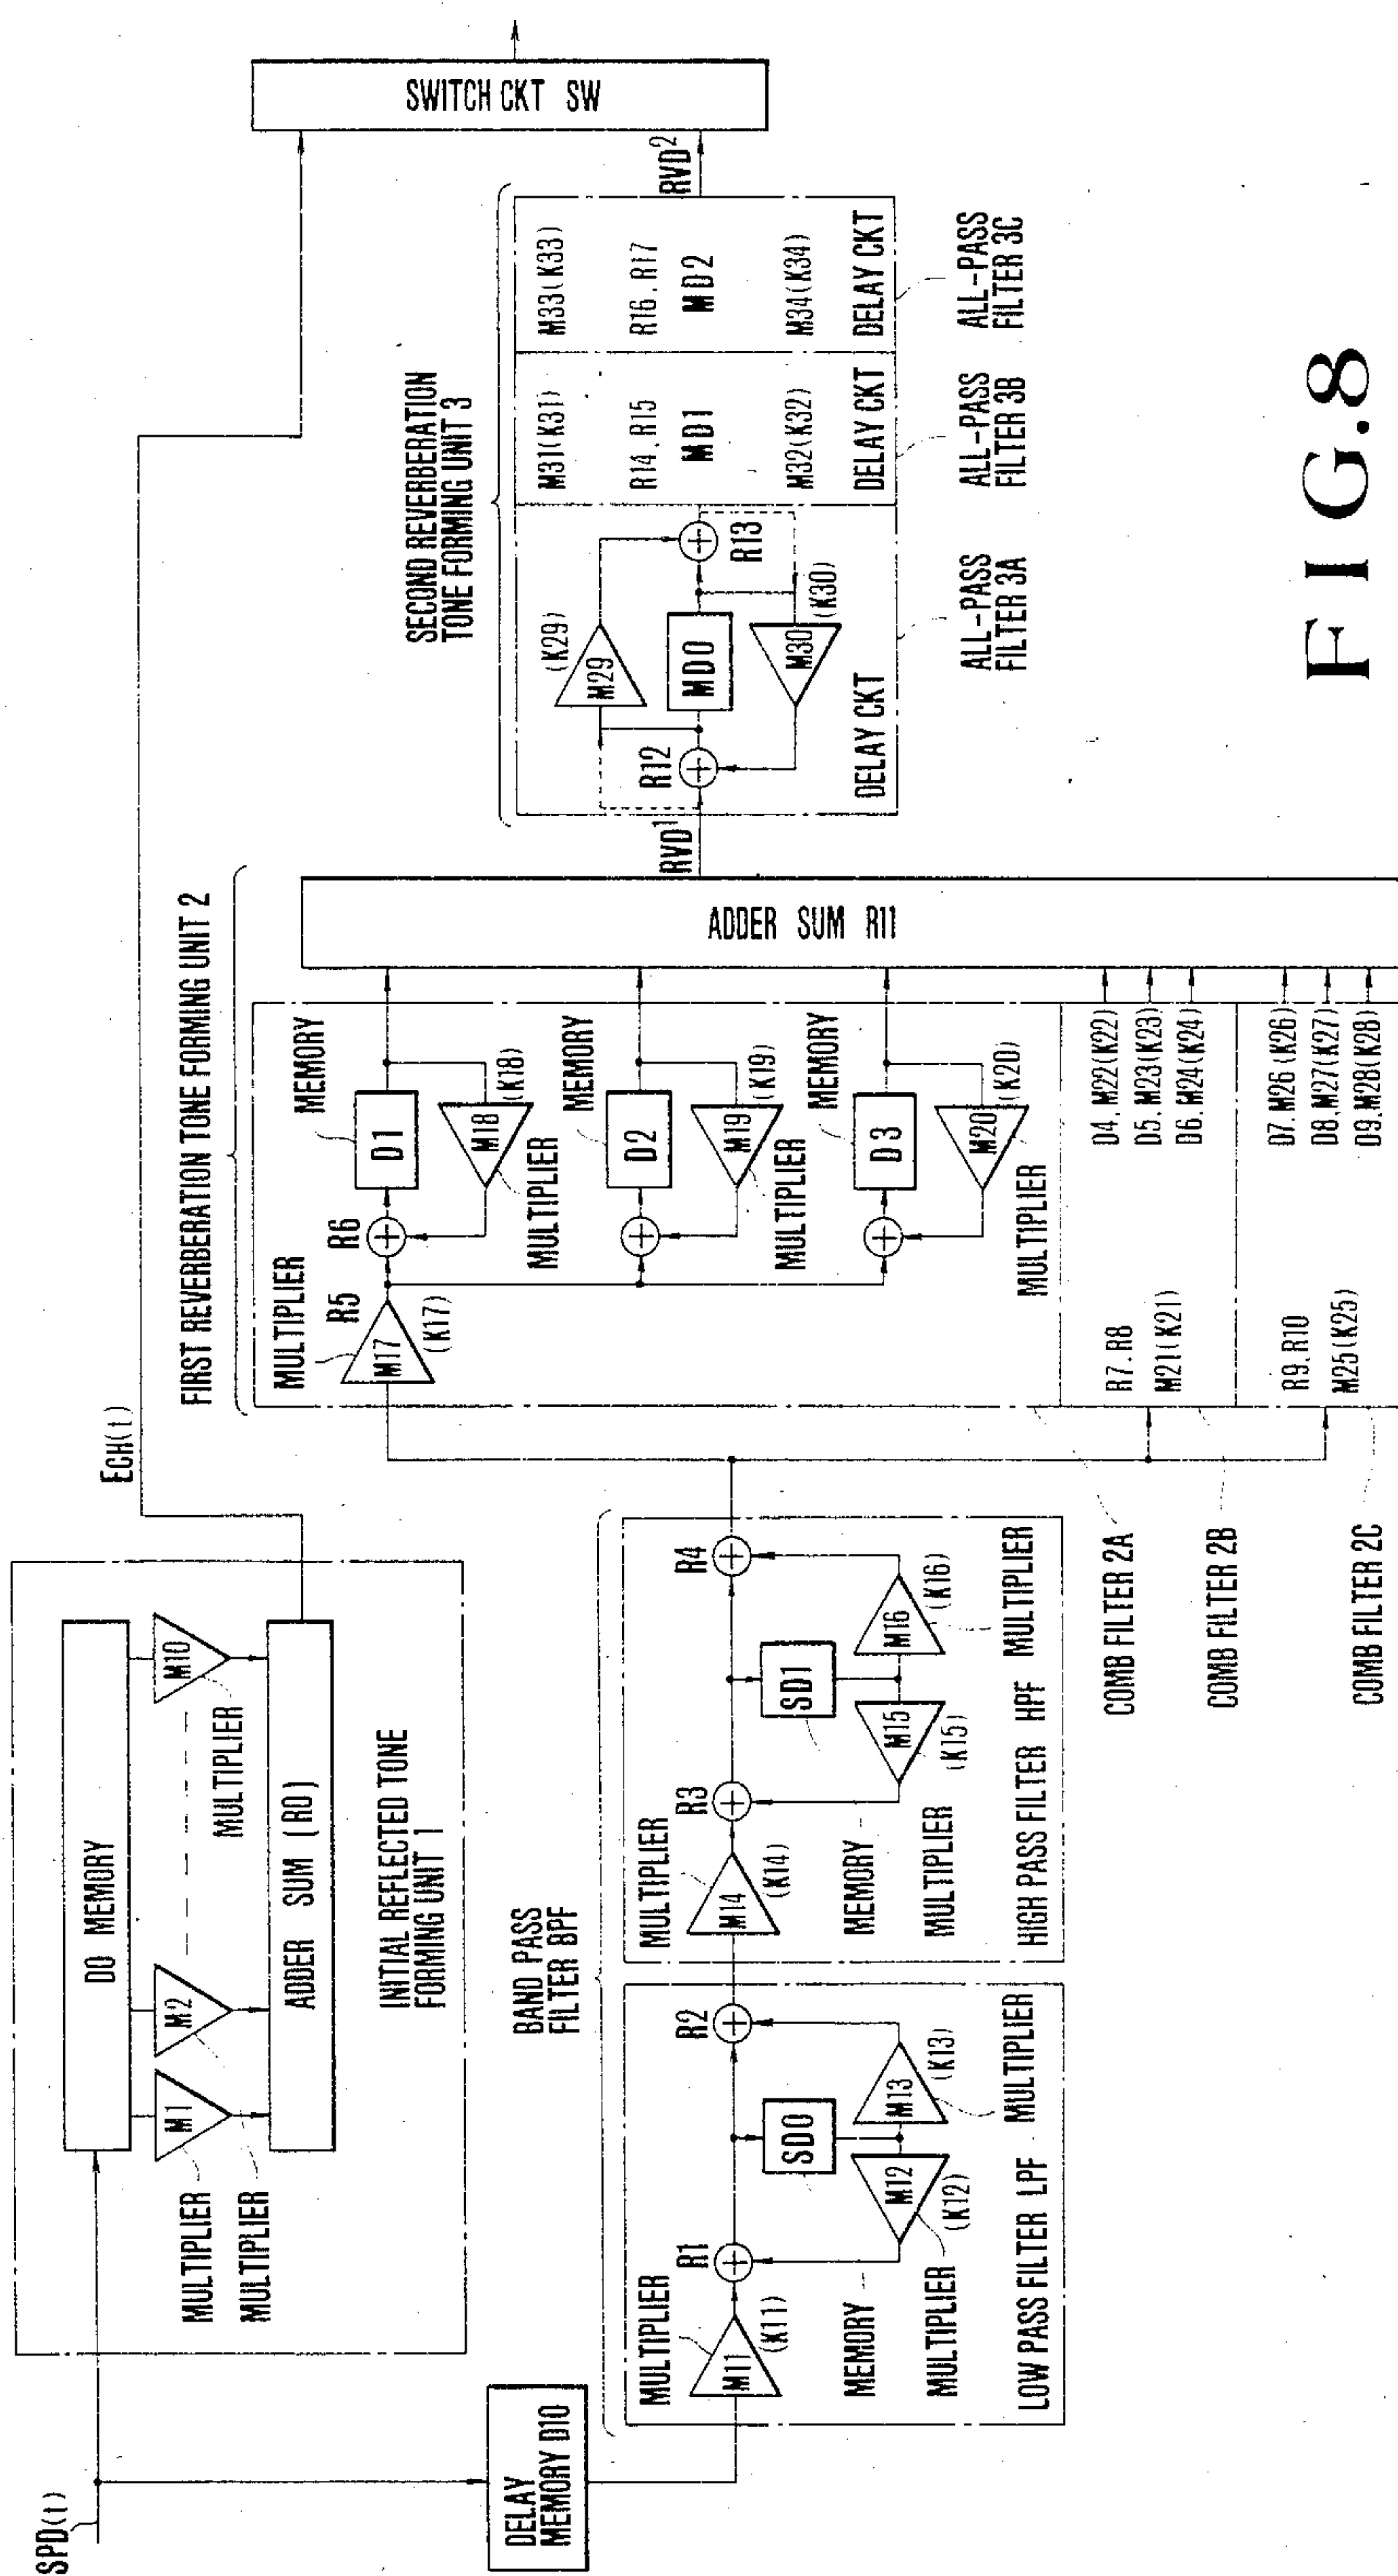 SPD(t)
D0 MEMORY
M1
M2
M10
MULTIPLIER
MULTIPLIER
MULTIPLIER
ADDER SUM (R0)
INITIAL REFLECTED TONE
FORMING UNIT 1
ECH(t)
SWITCH CKT SW
DELAY
MEMORY D10
BAND PASS
FILTER BPF
MULTIPLIER
M11
(K11)
R1
R2
SD0
M12
(K12)
M13
(K13)
MEMORY
MULTIPLIER
MULTIPLIER
LOW PASS FILTER LPF
MULTIPLIER
M14
(K14)
R3
R4
SD1
M15
(K15)
M16
(K16)
MEMORY
MULTIPLIER
MULTIPLIER
HIGH PASS FILTER HPF
FIRST REVERBERATION TONE FORMING UNIT 2
MULTIPLIER
M17
(K17)
R5
R6
MEMORY
D1
M18
(K18)
MULTIPLIER
MEMORY
D2
M19
(K19)
MULTIPLIER
MEMORY
D3
M20
(K20)
MULTIPLIER
R7. R8
M21(K21)
D4. M22(K22)
D5. M23(K23)
D6. M24(K24)
R9. R10
M25(K25)
D7. M26(K26)
D8. M27(K27)
D9. M28(K28)
COMB FILTER 2A
COMB FILTER 2B
COMB FILTER 2C
ADDER SUM R11
RVD1
SECOND REVERBERATION
TONE FORMING UNIT 3
R12
(K29)
M29
MD0
M30
(K30)
R13
DELAY CKT
M31(K31)
R14. R15
MD1
M32(K32)
DELAY CKT
M33(K33)
R16. R17
MD2
M34(K34)
DELAY CKT
ALL-PASS
FILTER 3A
ALL-PASS
FILTER 3B
ALL-PASS
FILTER 3C
RVD2
FIG.8